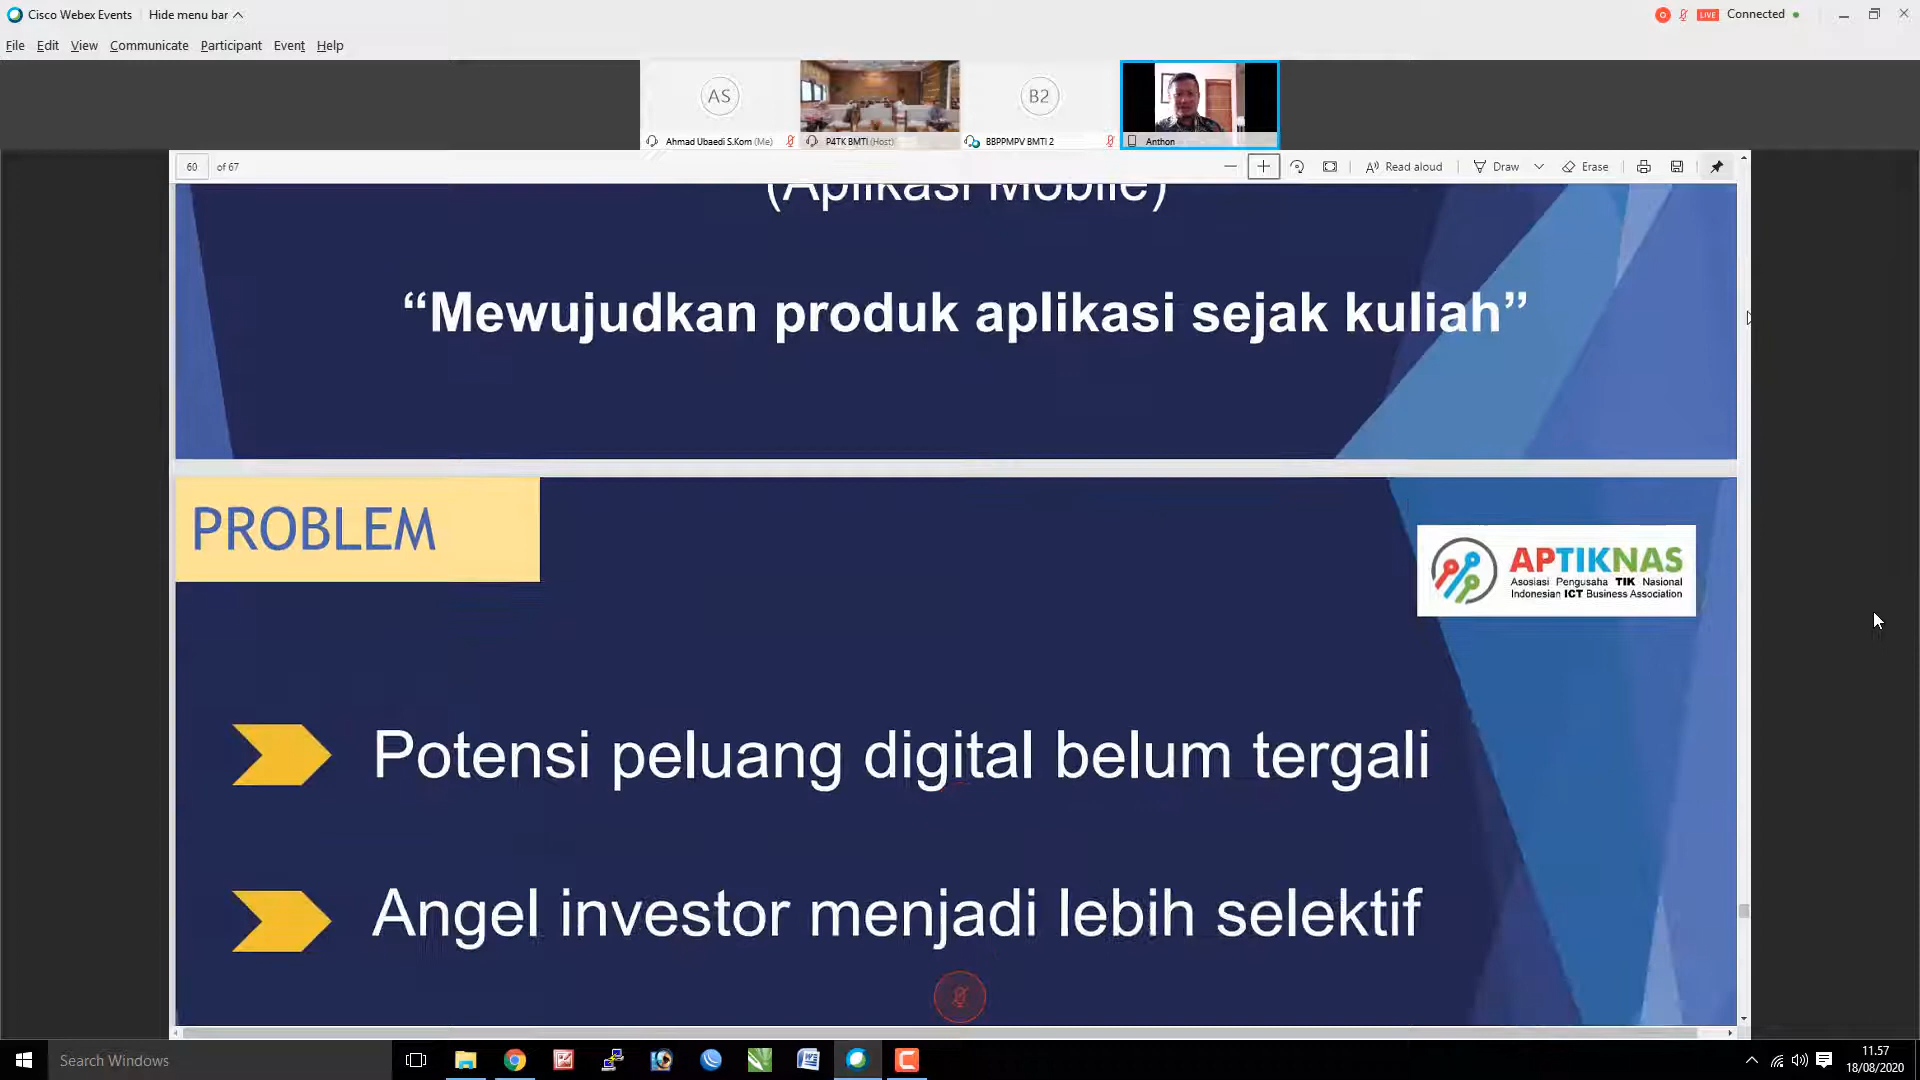 Cisco Webex Events Hide menu bar LIVE Connected
File Edit View Communicate Participant Event Help
AS B2
Ahmad Ubaedi S.Kom (Me) P4TK BMTI (Host) BBPPMPV BMTI 2 Anthon
60 of 67 Read aloud Draw Erase
(Aplikasi Mobile)
“Mewujudkan produk aplikasi sejak kuliah”
PROBLEM
APTIKNAS
Asosiasi Pengusaha TIK Nasional
Indonesian ICT Business Association
Potensi peluang digital belum tergali
Angel investor menjadi lebih selektif
Search Windows
11.57
18/08/2020